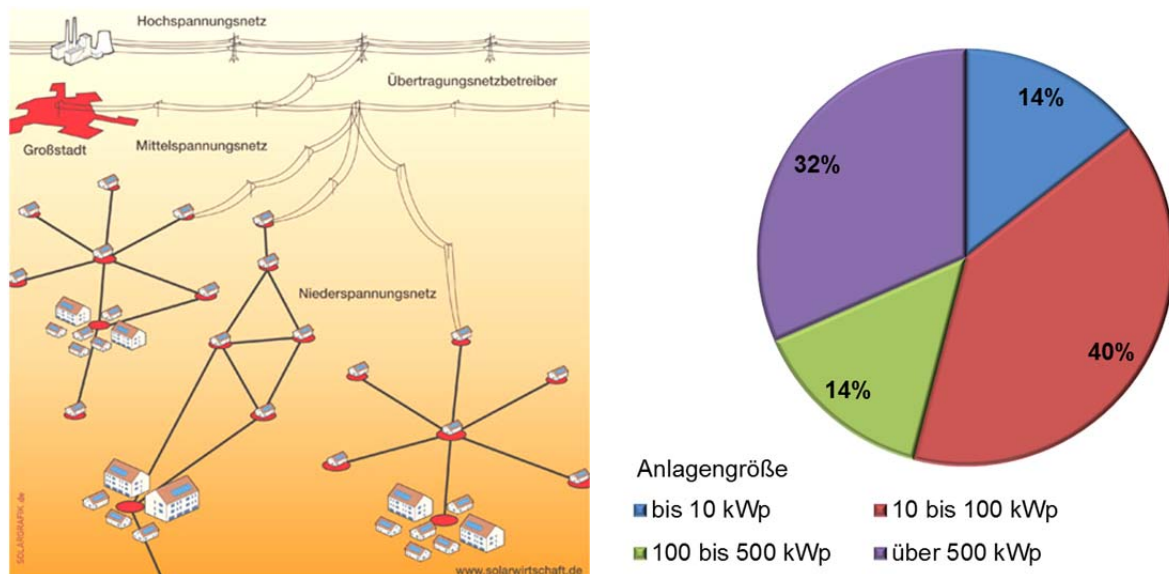 Hochspannungsnetz
Übertragungsnetzbetreiber
Großstadt
Mittelspannungsnetz
Niederspannungsnetz
SOLARGRAFIK.de
www.solarwirtschaft.de
14%
32%
40%
14%
Anlagengröße
bis 10 kWp
10 bis 100 kWp
100 bis 500 kWp
über 500 kWp